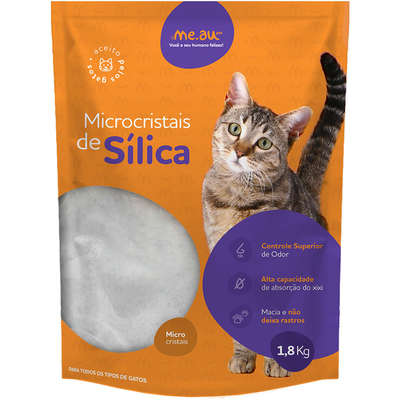 me.au
Você e seu humano felizes!
aceito pelos gatos
Microcristais
de Sílica
Controle Superior
de Odor
Alta capacidade
de absorção do xixi
Macia e não
deixa rastros
Micro
cristais
1,8 Kg
PARA TODOS OS TIPOS DE GATOS